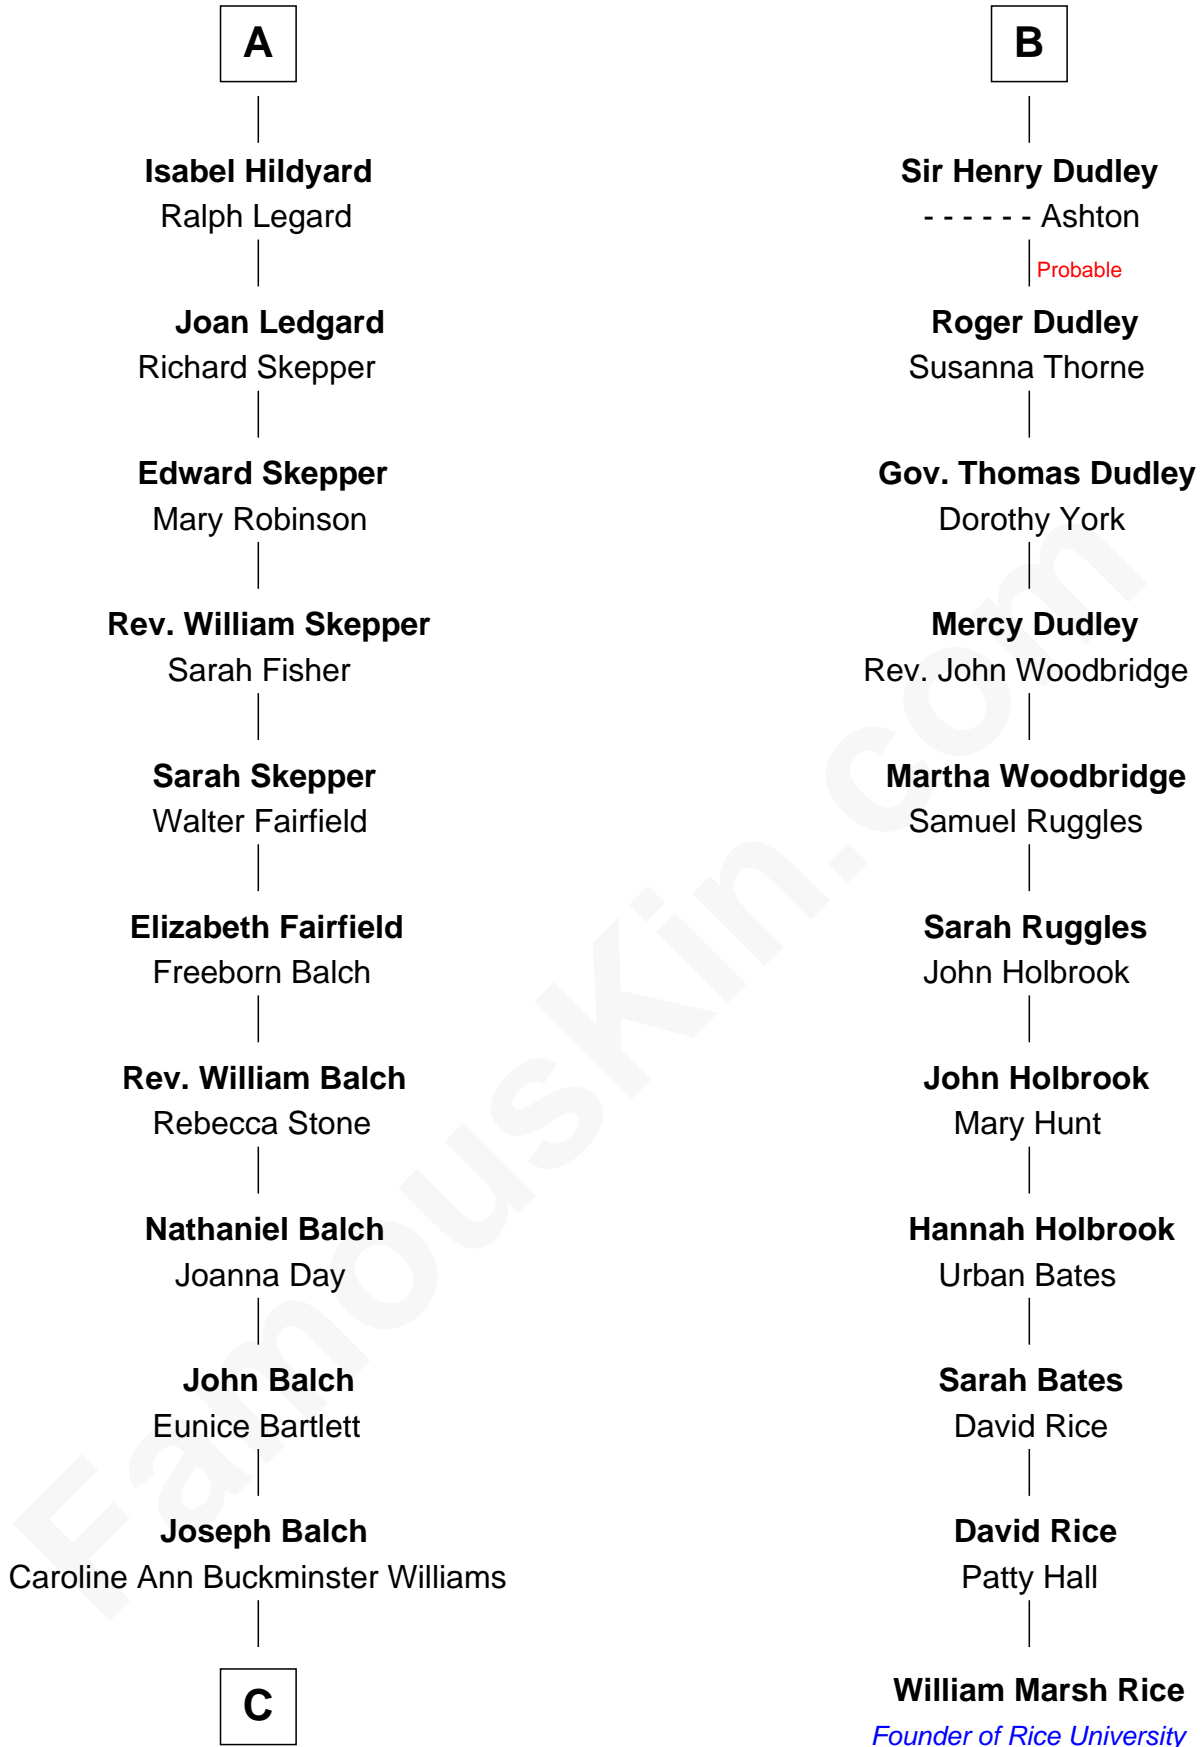 A
Isabel Hildyard
Ralph Legard
Joan Ledgard
Richard Skepper
Edward Skepper
Mary Robinson
Rev. William Skepper
Sarah Fisher
Sarah Skepper
Walter Fairfield
Elizabeth Fairfield
Freeborn Balch
Rev. William Balch
Rebecca Stone
Nathaniel Balch
Joanna Day
John Balch
Eunice Bartlett
Joseph Balch
Caroline Ann Buckminster Williams
C
B
Sir Henry Dudley
- - - - - - Ashton
Probable
Roger Dudley
Susanna Thorne
Gov. Thomas Dudley
Dorothy York
Mercy Dudley
Rev. John Woodbridge
Martha Woodbridge
Samuel Ruggles
Sarah Ruggles
John Holbrook
John Holbrook
Mary Hunt
Hannah Holbrook
Urban Bates
Sarah Bates
David Rice
David Rice
Patty Hall
William Marsh Rice
Founder of Rice University
FamousKin.com